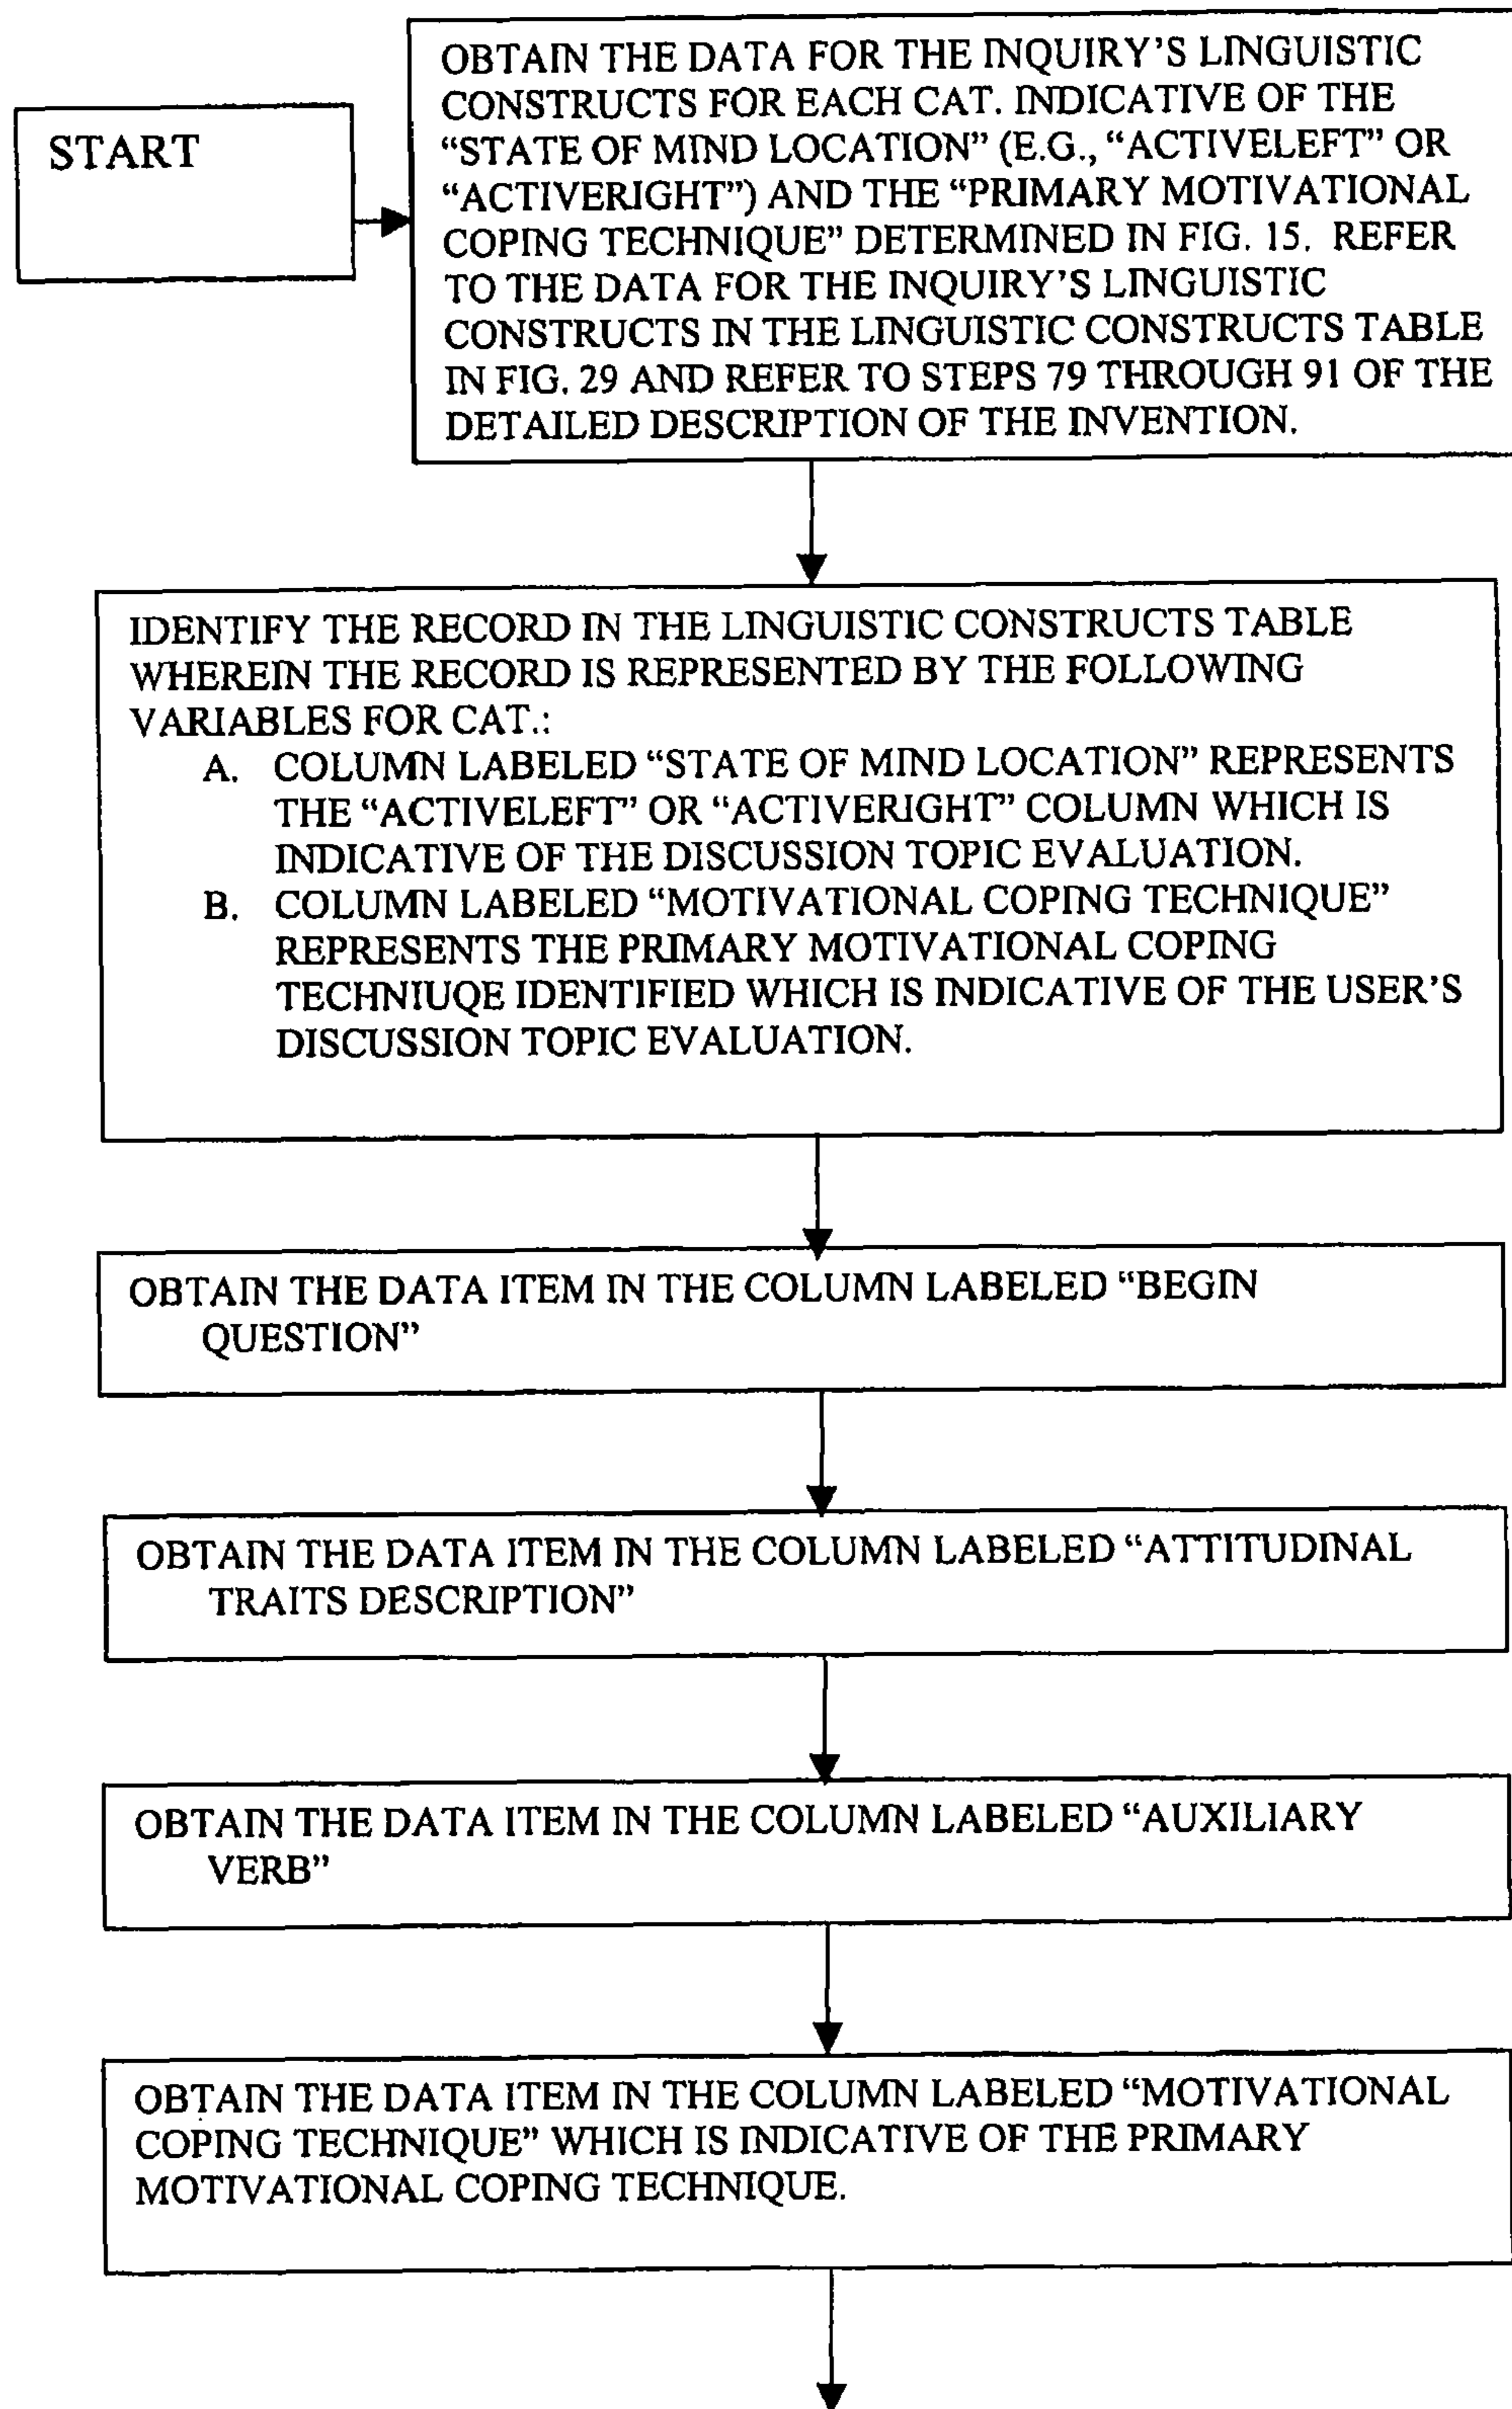 START
OBTAIN THE DATA FOR THE INQUIRY’S LINGUISTIC
CONSTRUCTS FOR EACH CAT. INDICATIVE OF THE
“STATE OF MIND LOCATION” (E.G., “ACTIVELEFT” OR
“ACTIVERIGHT”) AND THE “PRIMARY MOTIVATIONAL
COPING TECHNIQUE” DETERMINED IN FIG. 15. REFER
TO THE DATA FOR THE INQUIRY’S LINGUISTIC
CONSTRUCTS IN THE LINGUISTIC CONSTRUCTS TABLE
IN FIG. 29 AND REFER TO STEPS 79 THROUGH 91 OF THE
DETAILED DESCRIPTION OF THE INVENTION.
IDENTIFY THE RECORD IN THE LINGUISTIC CONSTRUCTS TABLE
WHEREIN THE RECORD IS REPRESENTED BY THE FOLLOWING
VARIABLES FOR CAT.:
A. COLUMN LABELED “STATE OF MIND LOCATION” REPRESENTS
THE “ACTIVELEFT” OR “ACTIVERIGHT” COLUMN WHICH IS
INDICATIVE OF THE DISCUSSION TOPIC EVALUATION.
B. COLUMN LABELED “MOTIVATIONAL COPING TECHNIQUE”
REPRESENTS THE PRIMARY MOTIVATIONAL COPING
TECHNIUQE IDENTIFIED WHICH IS INDICATIVE OF THE USER’S
DISCUSSION TOPIC EVALUATION.
OBTAIN THE DATA ITEM IN THE COLUMN LABELED “BEGIN
QUESTION”
OBTAIN THE DATA ITEM IN THE COLUMN LABELED “ATTITUDINAL
TRAITS DESCRIPTION”
OBTAIN THE DATA ITEM IN THE COLUMN LABELED “AUXILIARY
VERB”
OBTAIN THE DATA ITEM IN THE COLUMN LABELED “MOTIVATIONAL
COPING TECHNIQUE” WHICH IS INDICATIVE OF THE PRIMARY
MOTIVATIONAL COPING TECHNIQUE.